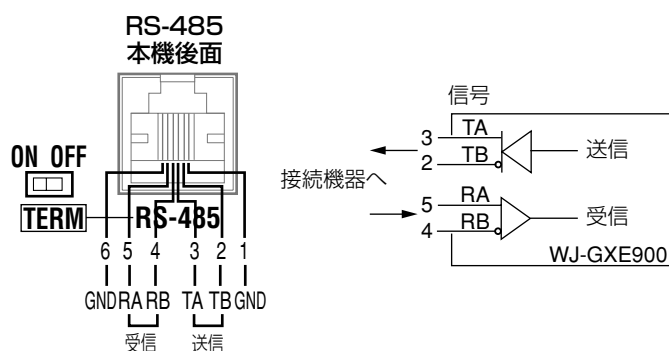 RS-485
本機後面
ON OFF
TERM
RS-485
6 5 4 3 2 1
GND RA RB TA TB GND
受信 送信
信号
3 TA
2 TB
送信
接続機器へ
5 RA
4 RB
受信
WJ-GXE900